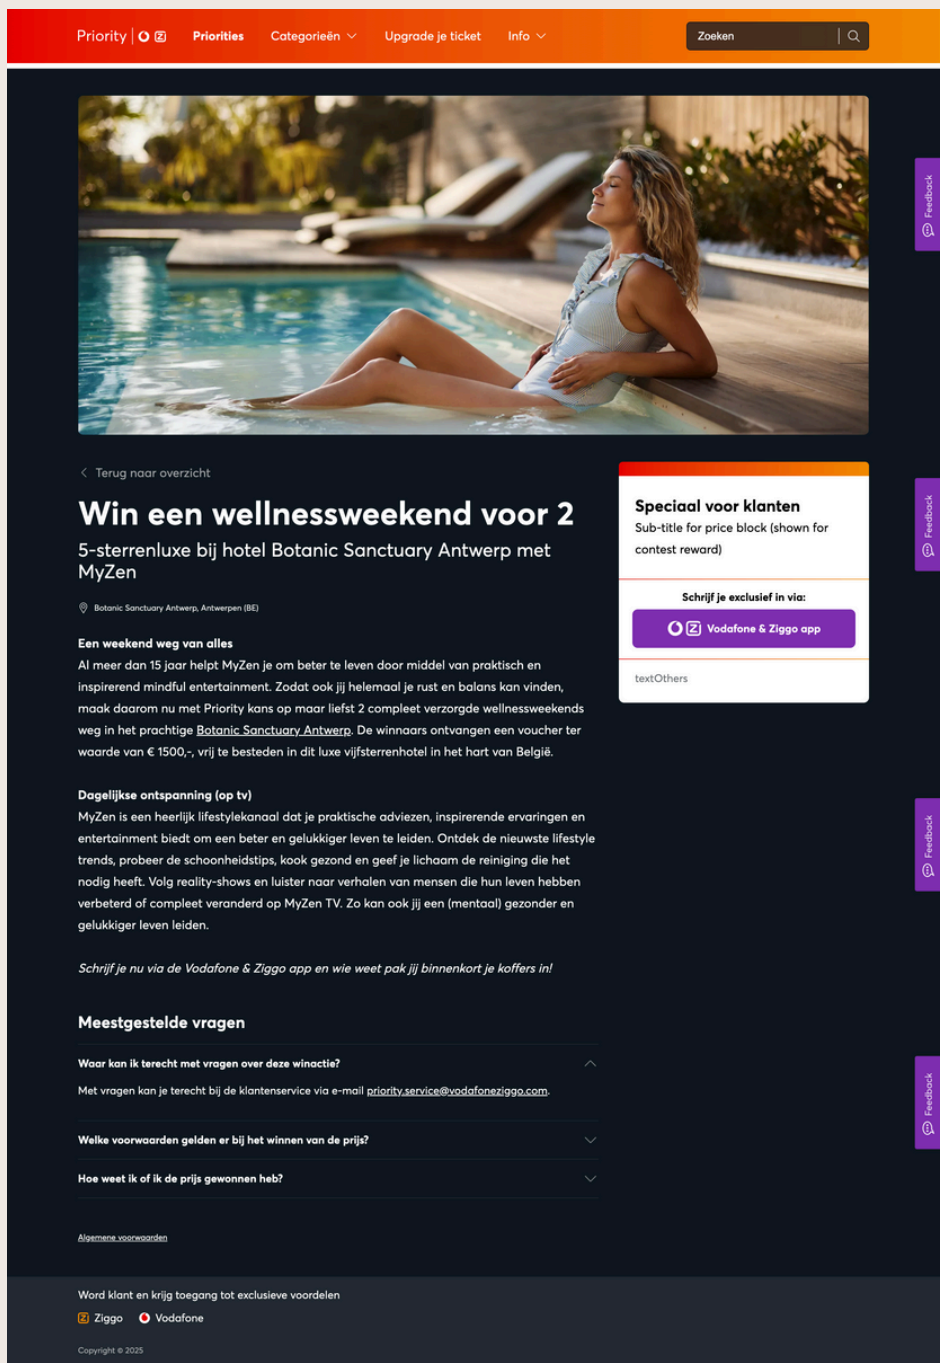 Priority
Priorities
Categorieën
Upgrade je ticket
Info
Zoeken
Feedback
Terug naar overzicht
Win een wellnessweekend voor 2
5-sterrenluxe bij hotel Botanic Sanctuary Antwerp met
MyZen
Botanic Sanctuary Antwerp, Antwerpen (BE)
Een weekend weg van alles
Al meer dan 15 jaar helpt MyZen je om beter te leven door middel van praktisch en
inspirerend mindful entertainment. Zodat ook jij helemaal je rust en balans kan vinden,
maak daarom nu met Priority kans op maar liefst 2 compleet verzorgde wellnessweekends
weg in het prachtige Botanic Sanctuary Antwerp. De winnaars ontvangen een voucher ter
waarde van € 1500,-, vrij te besteden in dit luxe vijfsterrenhotel in het hart van België.
Dagelijkse ontspanning (op tv)
MyZen is een heerlijk lifestylekanaal dat je praktische adviezen, inspirerende ervaringen en
entertainment biedt om een beter en gelukkiger leven te leiden. Ontdek de nieuwste lifestyle
trends, probeer de schoonheidstips, kook gezond en geef je lichaam de reiniging die het
nodig heeft. Volg reality-shows en luister naar verhalen van mensen die hun leven hebben
verbeterd of compleet veranderd op MyZen TV. Zo kan ook jij een (mentaal) gezonder en
gelukkiger leven leiden.
Schrijf je nu via de Vodafone & Ziggo app en wie weet pak jij binnenkort je koffers in!
Speciaal voor klanten
Sub-title for price block (shown for
contest reward)
Schrijf je exclusief in via:
Z Vodafone & Ziggo app
textOthers
Feedback
Feedback
Meestgestelde vragen
Waar kan ik terecht met vragen over deze winactie?
Met vragen kan je terecht bij de klantenservice via e-mail priority.service@vodafoneziggo.com.
Welke voorwaarden gelden er bij het winnen van de prijs?
Hoe weet ik of ik de prijs gewonnen heb?
Feedback
Algemene voorwaarden
Word klant en krijg toegang tot exclusieve voordelen
Z Ziggo
Vodafone
Copyright © 2025